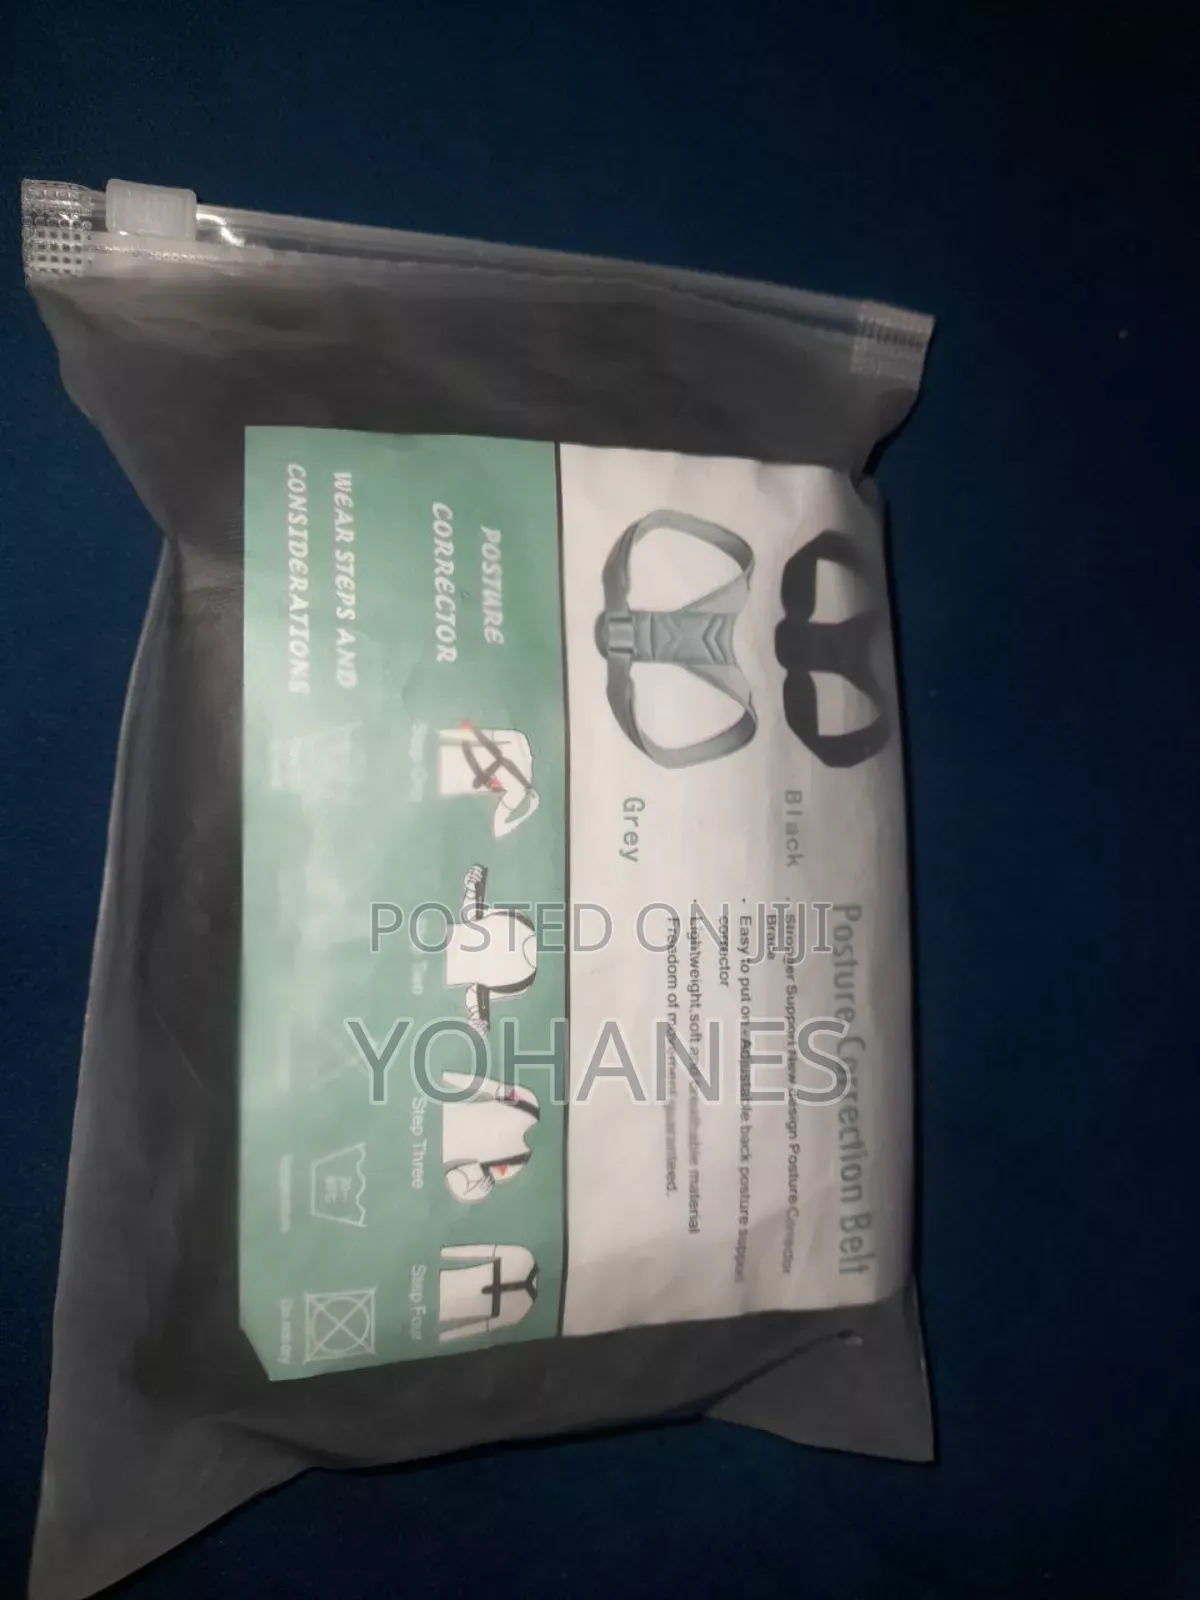 Posture Correction Belt
• Stronger Support New design Posture Corrector
Brace
• Easy to put on - Adjustable back posture support
corrector
• Lightweight, soft and breathable material
Freedom of movement guaranteed.
Black
Grey
POSTURE
CORRECTOR
WEAR STEPS AND
CONSIDERATIONS
Step One
Two
Step Three
Step Four
POSTED ON JIJI
YOHANES